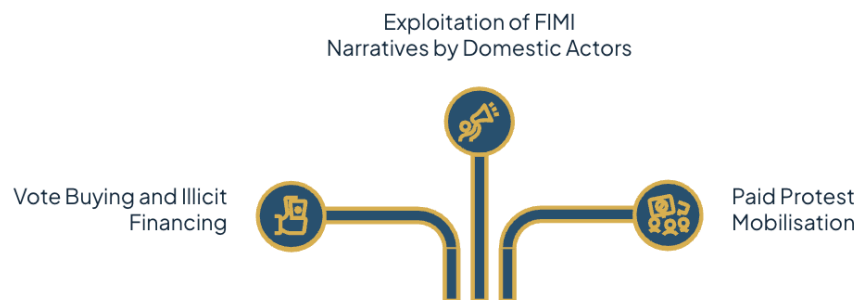 Exploitation of FIMI
Narratives by Domestic Actors
Vote Buying and Illicit
Financing
Paid Protest
Mobilisation